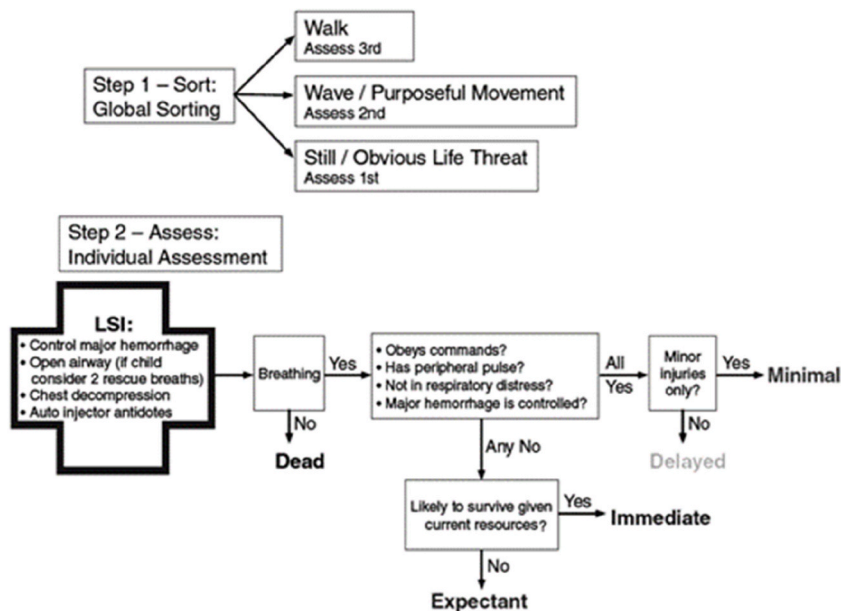 Walk
Assess 3rd
Step 1 – Sort:
Global Sorting
Wave / Purposeful Movement
Assess 2nd
Still / Obvious Life Threat
Assess 1st
Step 2 – Assess:
Individual Assessment
LSI:
• Control major hemorrhage
• Open airway (if child
consider 2 rescue breaths)
• Chest decompression
• Auto injector antidotes
Breathing
Yes
No
Dead
• Obeys commands?
• Has peripheral pulse?
• Not in respiratory distress?
• Major hemorrhage is controlled?
All
Yes
Minor
injuries
only?
Yes
Minimal
No
Delayed
Any No
Likely to survive given
current resources?
Yes
Immediate
No
Expectant